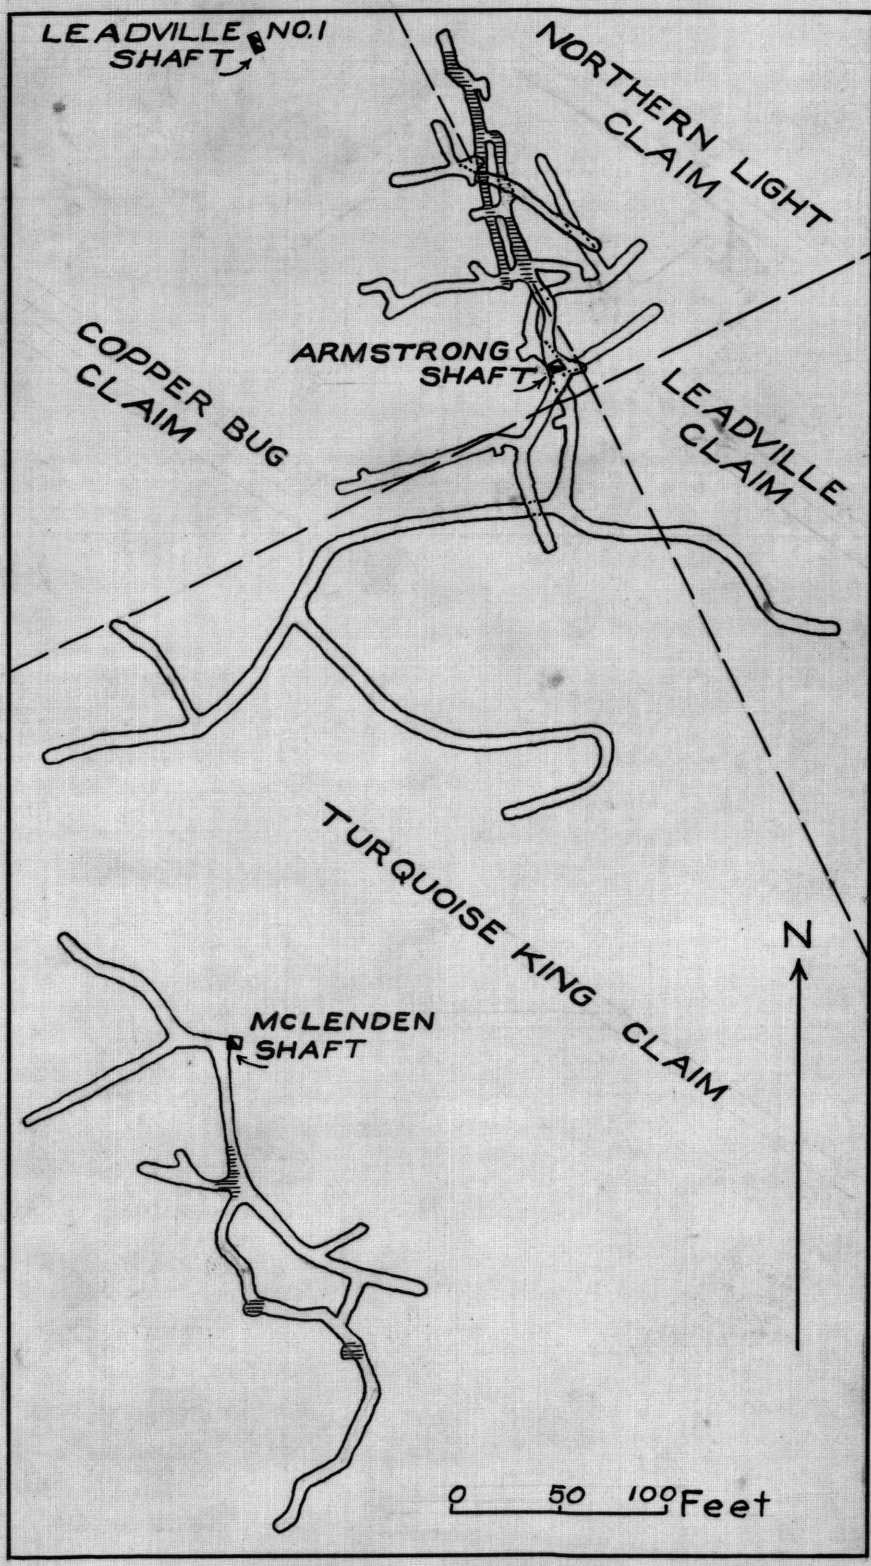 LEADVILLE NO.1
SHAFT
NORTHERN LIGHT
CLAIM
COPPER BUG
CLAIM
ARMSTRONG
SHAFT
LEADVILLE
CLAIM
TURQUOISE KING CLAIM
N
McLENDEN
SHAFT
0 50 100 Feet